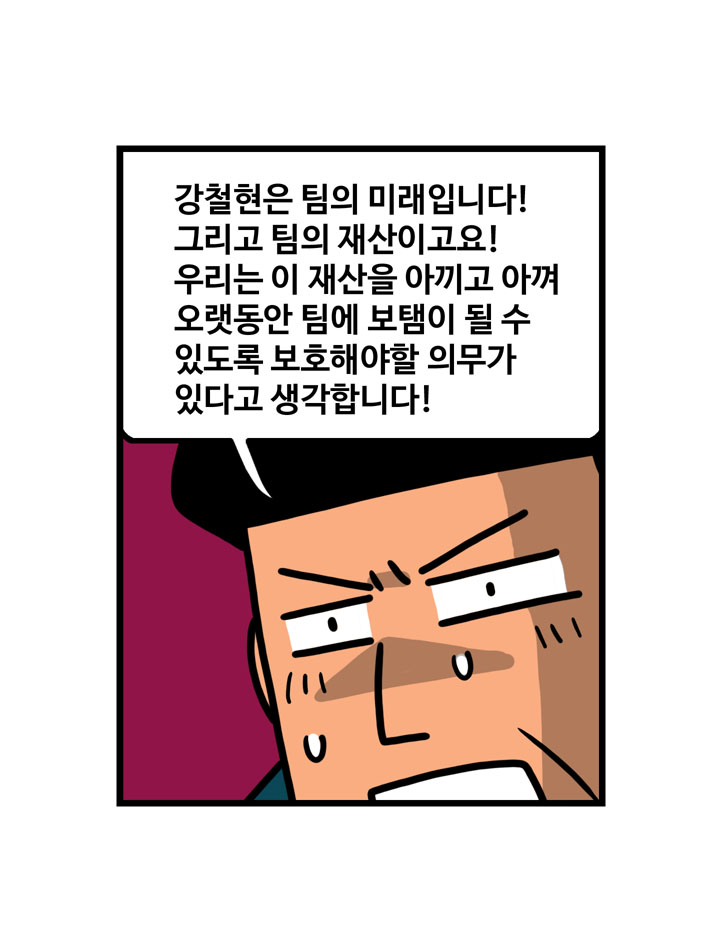 강철현은 팀의 미래입니다!
그리고 팀의 재산이고요!
우리는 이 재산을 아끼고 아껴
오랫동안 팀에 보탬이 될 수
있도록 보호해야할 의무가
있다고 생각합니다!